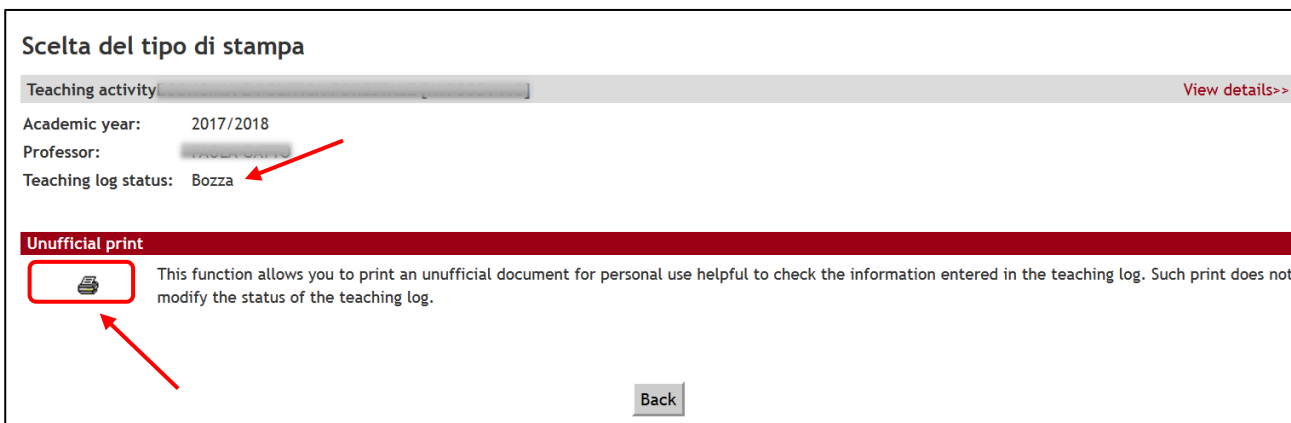 Scelta del tipo di stampa
Teaching activity
View details>>
Academic year: 2017/2018
Professor:
Teaching log status: Bozza
Unufficial print
This function allows you to print an unufficial document for personal use helpful to check the information entered in the teaching log. Such print does not
modify the status of the teaching log.
Back